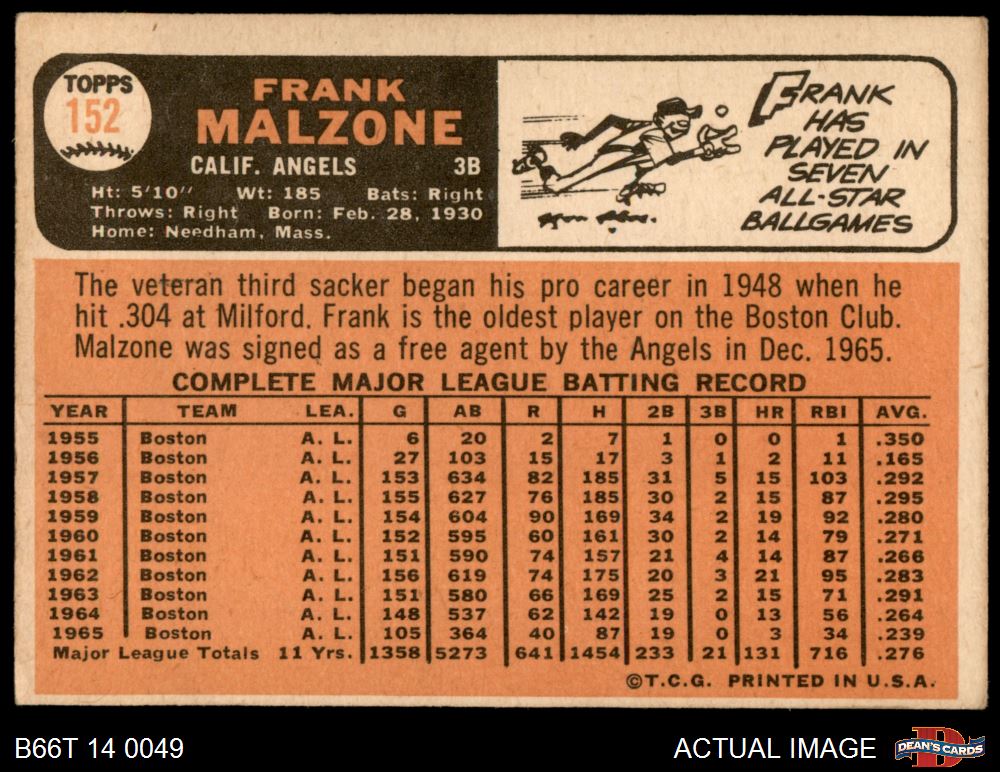 TOPPS
152
FRANK
MALZONE
CALIF. ANGELS 3B
Ht: 5'10" Wt: 185 Bats: Right
Throws: Right Born: Feb. 28, 1930
Home: Needham, Mass.
FRANK
HAS
PLAYED IN
SEVEN
ALL-STAR
BALLGAMES
The veteran third sacker began his pro career in 1948 when he
hit .304 at Milford. Frank is the oldest player on the Boston Club.
Malzone was signed as a free agent by the Angels in Dec. 1965.
COMPLETE MAJOR LEAGUE BATTING RECORD
YEAR TEAM LEA. G AB R H 2B 3B HR RBI AVG.
1955 Boston A. L. 6 20 2 7 1 0 0 1 .350
1956 Boston A. L. 27 103 15 17 3 1 2 11 .165
1957 Boston A. L. 153 634 82 185 31 5 15 103 .292
1958 Boston A. L. 155 627 76 185 30 2 15 87 .295
1959 Boston A. L. 154 604 90 169 34 2 19 92 .280
1960 Boston A. L. 152 595 60 161 30 2 14 79 .271
1961 Boston A. L. 151 590 74 157 21 4 14 87 .266
1962 Boston A. L. 156 619 74 175 20 3 21 95 .283
1963 Boston A. L. 151 580 66 169 25 2 15 71 .291
1964 Boston A. L. 148 537 62 142 19 0 13 56 .264
1965 Boston A. L. 105 364 40 87 19 0 3 34 .239
Major League Totals 11 Yrs. 1358 5273 641 1454 233 21 131 716 .276
©T.C.G. PRINTED IN U.S.A.
B66T 14 0049
ACTUAL IMAGE
DEAN'S CARDS